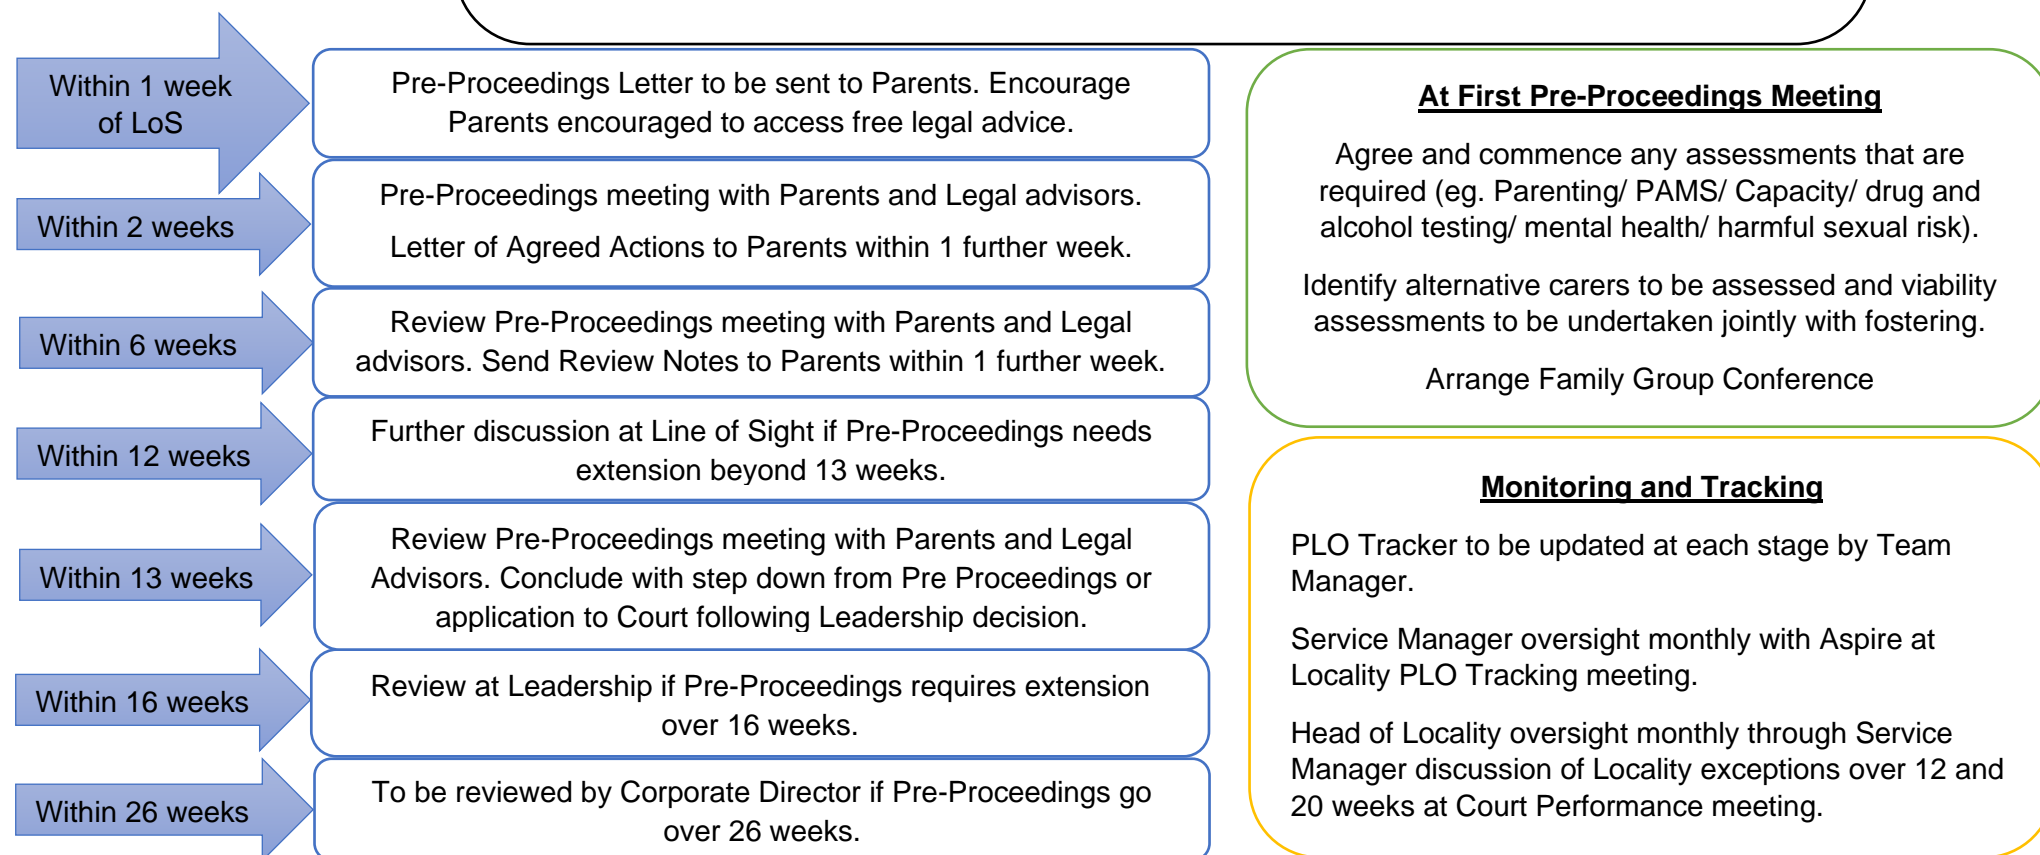 Within 1 week
of LoS
Pre-Proceedings Letter to be sent to Parents. Encourage
Parents encouraged to access free legal advice.
Within 2 weeks
Pre-Proceedings meeting with Parents and Legal advisors.
Letter of Agreed Actions to Parents within 1 further week.
Within 6 weeks
Review Pre-Proceedings meeting with Parents and Legal
advisors. Send Review Notes to Parents within 1 further week.
Within 12 weeks
Further discussion at Line of Sight if Pre-Proceedings needs
extension beyond 13 weeks.
Within 13 weeks
Review Pre-Proceedings meeting with Parents and Legal
Advisors. Conclude with step down from Pre Proceedings or
application to Court following Leadership decision.
Within 16 weeks
Review at Leadership if Pre-Proceedings requires extension
over 16 weeks.
Within 26 weeks
To be reviewed by Corporate Director if Pre-Proceedings go
over 26 weeks.
At First Pre-Proceedings Meeting
Agree and commence any assessments that are
required (eg. Parenting/ PAMS/ Capacity/ drug and
alcohol testing/ mental health/ harmful sexual risk).
Identify alternative carers to be assessed and viability
assessments to be undertaken jointly with fostering.
Arrange Family Group Conference
Monitoring and Tracking
PLO Tracker to be updated at each stage by Team
Manager.
Service Manager oversight monthly with Aspire at
Locality PLO Tracking meeting.
Head of Locality oversight monthly through Service
Manager discussion of Locality exceptions over 12 and
20 weeks at Court Performance meeting.